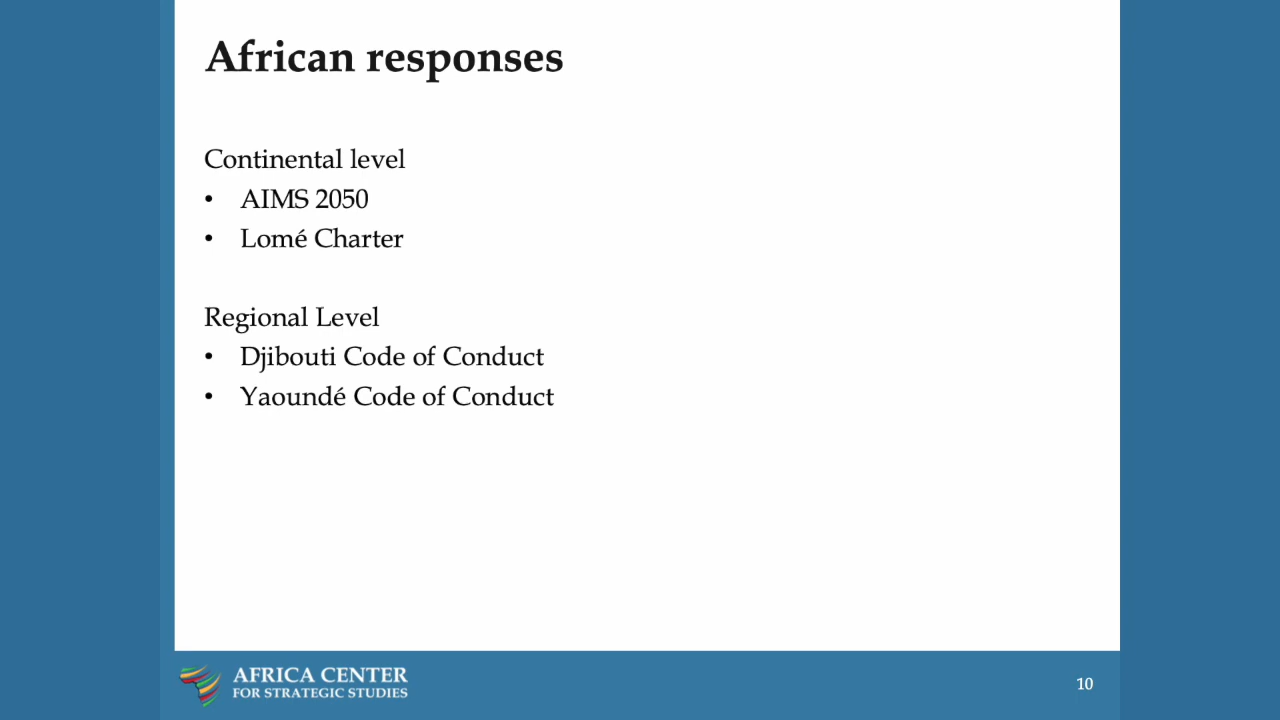 African responses
Continental level
• AIMS 2050
• Lomé Charter
Regional Level
• Djibouti Code of Conduct
• Yaoundé Code of Conduct
AFRICA CENTER
FOR STRATEGIC STUDIES
10